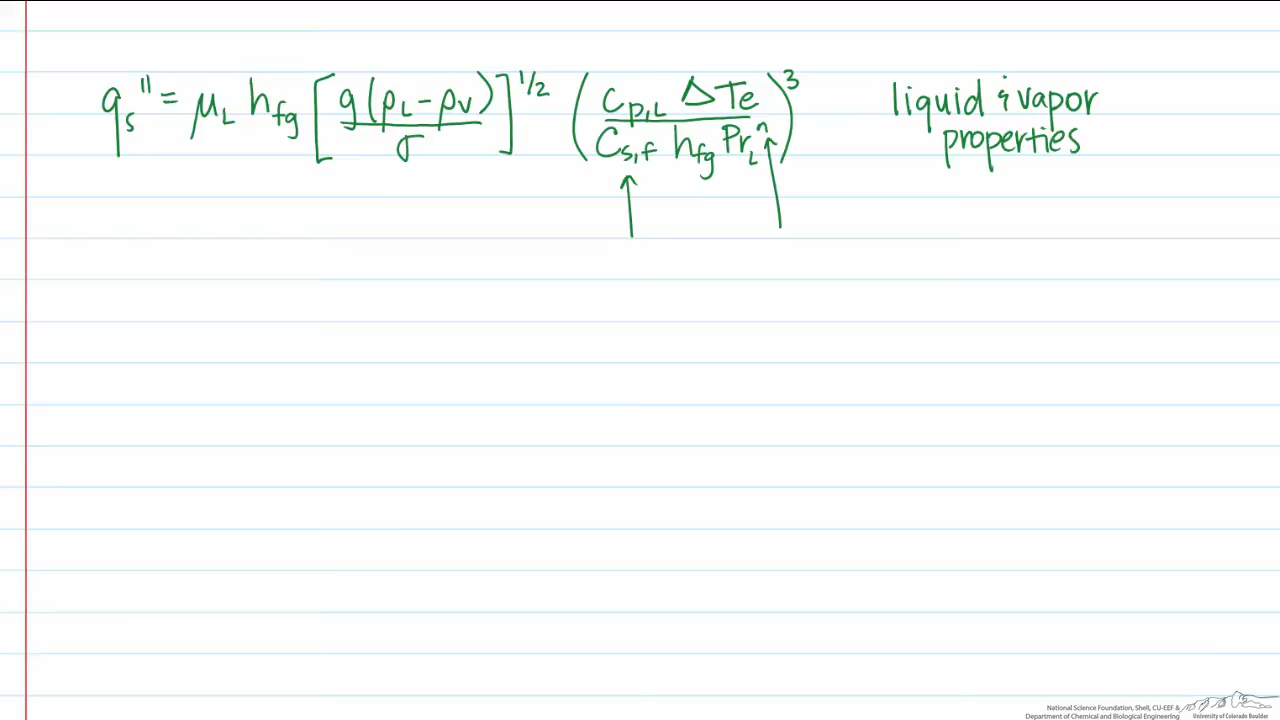 q_s'' = μ_L h_fg [g(ρ_L - ρ_V) / σ]^1/2 (C_p,L ΔTe / C_s,f h_fg Pr_L^n)^3
liquid & vapor
properties
National Science Foundation, Shell, CU-EEF &
Department of Chemical and Biological Engineering
University of Colorado Boulder